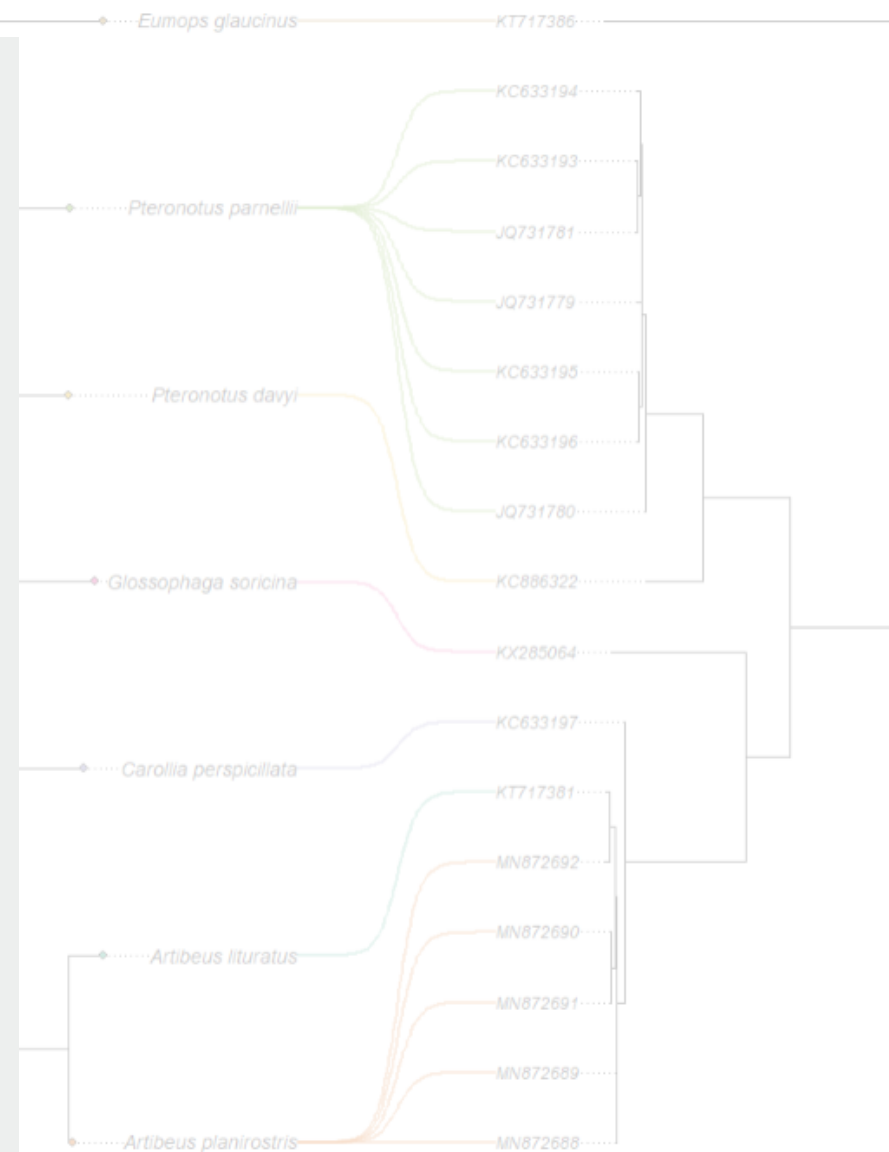 Eumops glaucinus KT717386
KC633194
KC633193
Pteronotus parnellii
JQ731781
JQ731779
KC633195
Pteronotus davyi
KC633196
JQ731780
Glossophaga soricina KC886322
KX285064
KC633197
Carollia perspicillata
KT717381
MN872692
MN872690
Artibeus lituratus
MN872691
MN872689
Artibeus planirostris MN872688